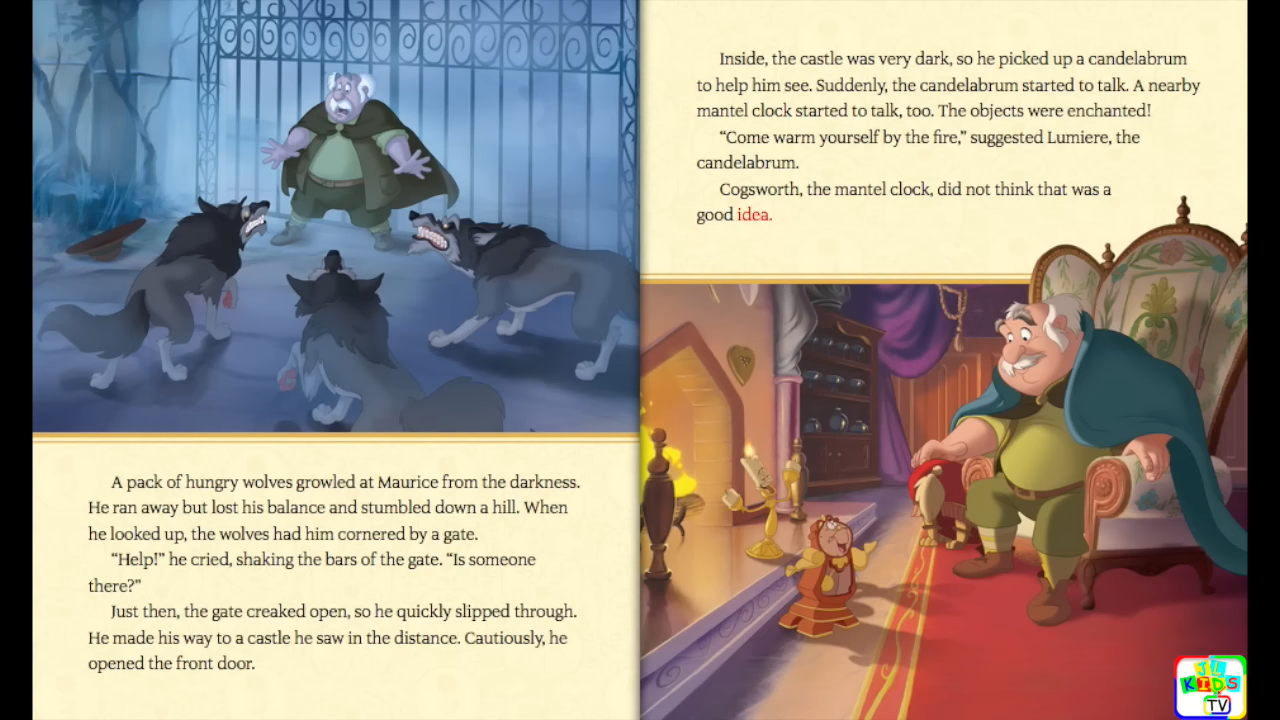 A pack of hungry wolves growled at Maurice from the darkness.
He ran away but lost his balance and stumbled down a hill. When
he looked up, the wolves had him cornered by a gate.
“Help!” he cried, shaking the bars of the gate. “Is someone
there?”
Just then, the gate creaked open, so he quickly slipped through.
He made his way to a castle he saw in the distance. Cautiously, he
opened the front door.
Inside, the castle was very dark, so he picked up a candelabrum
to help him see. Suddenly, the candelabrum started to talk. A nearby
mantel clock started to talk, too. The objects were enchanted!
“Come warm yourself by the fire,” suggested Lumiere, the
candelabrum.
Cogsworth, the mantel clock, did not think that was a
good idea.
JL
KIDS
TV